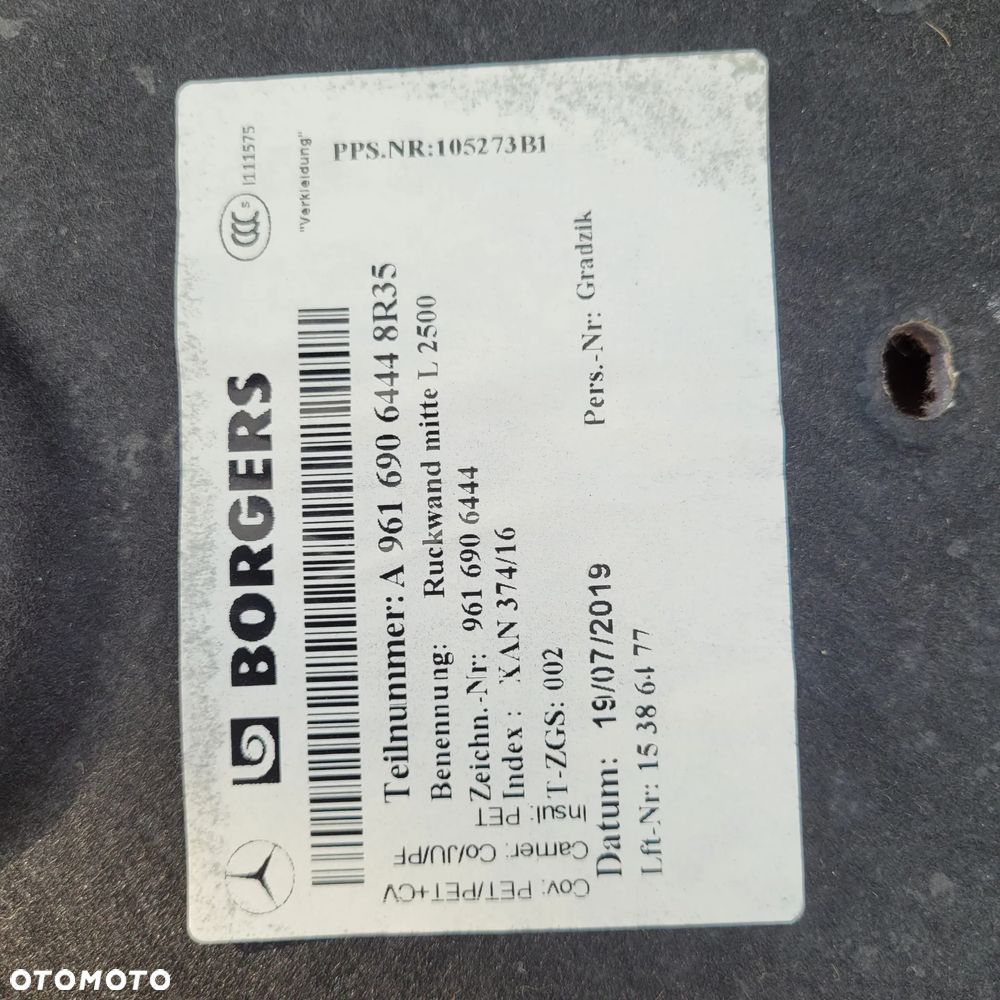 BORGERS
CCC S I111575
"Verkleidung"
PPS.NR:105273B1
Teilnummer: A 961 690 6444 8R35
Benennung: Ruckwand mitte L 2500
Zeichn.-Nr: 961 690 6444
Index : XAN 374/16
T-ZGS: 002
Datum: 19/07/2019
Pers.-Nr: Gradzik
Lft-Nr: 15 38 64 77
Cov: PET/PET+CV
Carrier: Co/JU/PF
Insul: PET
OTOMOTO